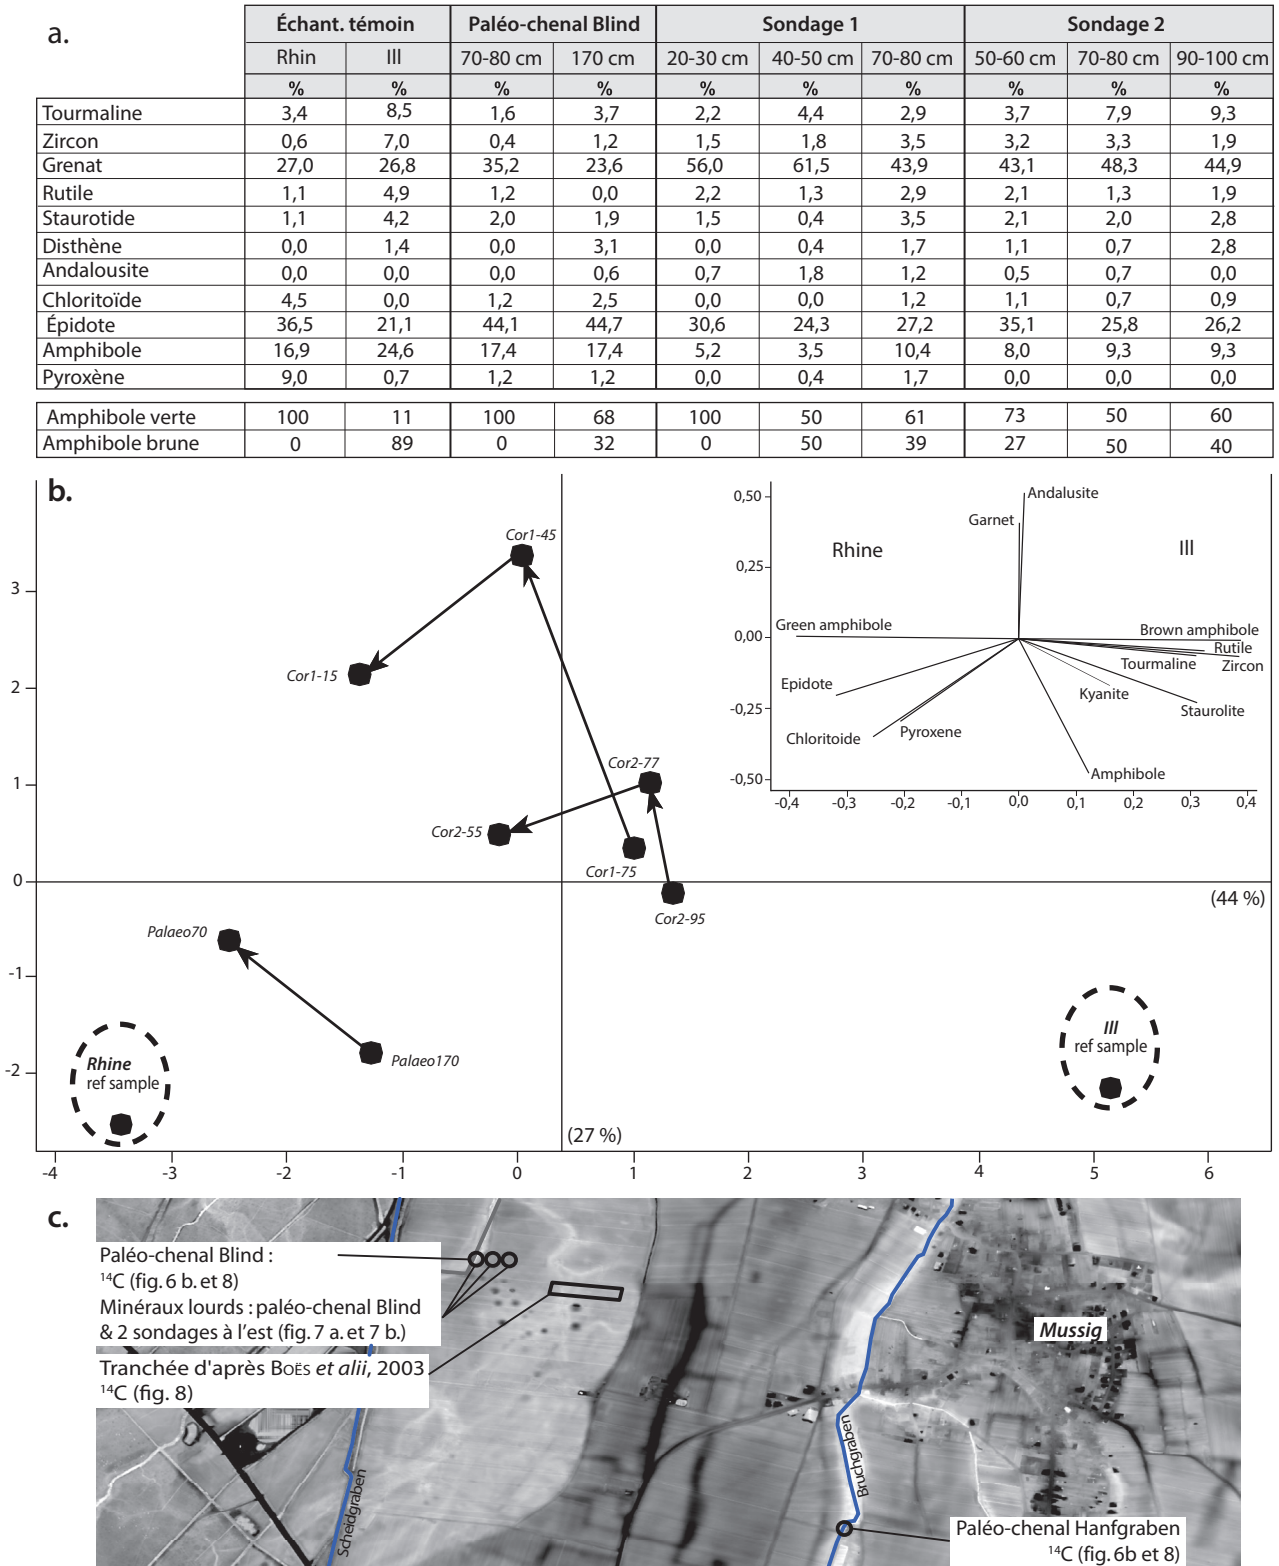 a.
Échant. témoin Paléo-chenal Blind Sondage 1 Sondage 2
Rhin Ill 70-80 cm 170 cm 20-30 cm 40-50 cm 70-80 cm 50-60 cm 70-80 cm 90-100 cm
% % % % % % % % % %
Tourmaline 3,4 8,5 1,6 3,7 2,2 4,4 2,9 3,7 7,9 9,3
Zircon 0,6 7,0 0,4 1,2 1,5 1,8 3,5 3,2 3,3 1,9
Grenat 27,0 26,8 35,2 23,6 56,0 61,5 43,9 43,1 48,3 44,9
Rutile 1,1 4,9 1,2 0,0 2,2 1,3 2,9 2,1 1,3 1,9
Staurotide 1,1 4,2 2,0 1,9 1,5 0,4 3,5 2,1 2,0 2,8
Disthène 0,0 1,4 0,0 3,1 0,0 0,4 1,7 1,1 0,7 2,8
Andalousite 0,0 0,0 0,0 0,6 0,7 1,8 1,2 0,5 0,7 0,0
Chloritoïde 4,5 0,0 1,2 2,5 0,0 0,0 1,2 1,1 0,7 0,9
Épidote 36,5 21,1 44,1 44,7 30,6 24,3 27,2 35,1 25,8 26,2
Amphibole 16,9 24,6 17,4 17,4 5,2 3,5 10,4 8,0 9,3 9,3
Pyroxène 9,0 0,7 1,2 1,2 0,0 0,4 1,7 0,0 0,0 0,0
Amphibole verte 100 11 100 68 100 50 61 73 50 60
Amphibole brune 0 89 0 32 0 50 39 27 50 40
b.
3
2
1
0
-1
-2
Cor1-45
Cor1-15
Cor2-77
Cor2-55
Cor1-75
Cor2-95
Palaeo70
Palaeo170
Rhine
ref sample
Ill
ref sample
(44 %)
(27 %)
-4 -3 -2 -1 0 1 2 3 4 5 6
0,50
0,25
0,00
-0,25
-0,50
Andalusite
Garnet
Rhine
Ill
Green amphibole
Brown amphibole
Rutile
Tourmaline
Zircon
Epidote
Kyanite
Staurolite
Chloritoide
Pyroxene
Amphibole
-0,4 -0,3 -0,2 -0,1 0,0 0,1 0,2 0,3 0,4
c.
Paléo-chenal Blind :
14C (fig. 6 b. et 8)
Minéraux lourds : paléo-chenal Blind
& 2 sondages à l'est (fig. 7 a. et 7 b.)
Tranchée d'après BOËS et alii, 2003
14C (fig. 8)
Mussig
Scheidgraben
Bruchgraben
Paléo-chenal Hanfgraben
14C (fig. 6b et 8)